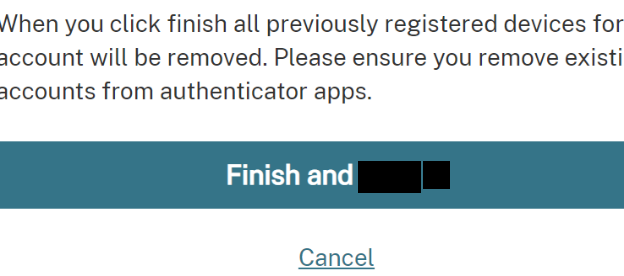 When you click finish all previously registered devices for
account will be removed. Please ensure you remove existi
accounts from authenticator apps.
Finish and
Cancel